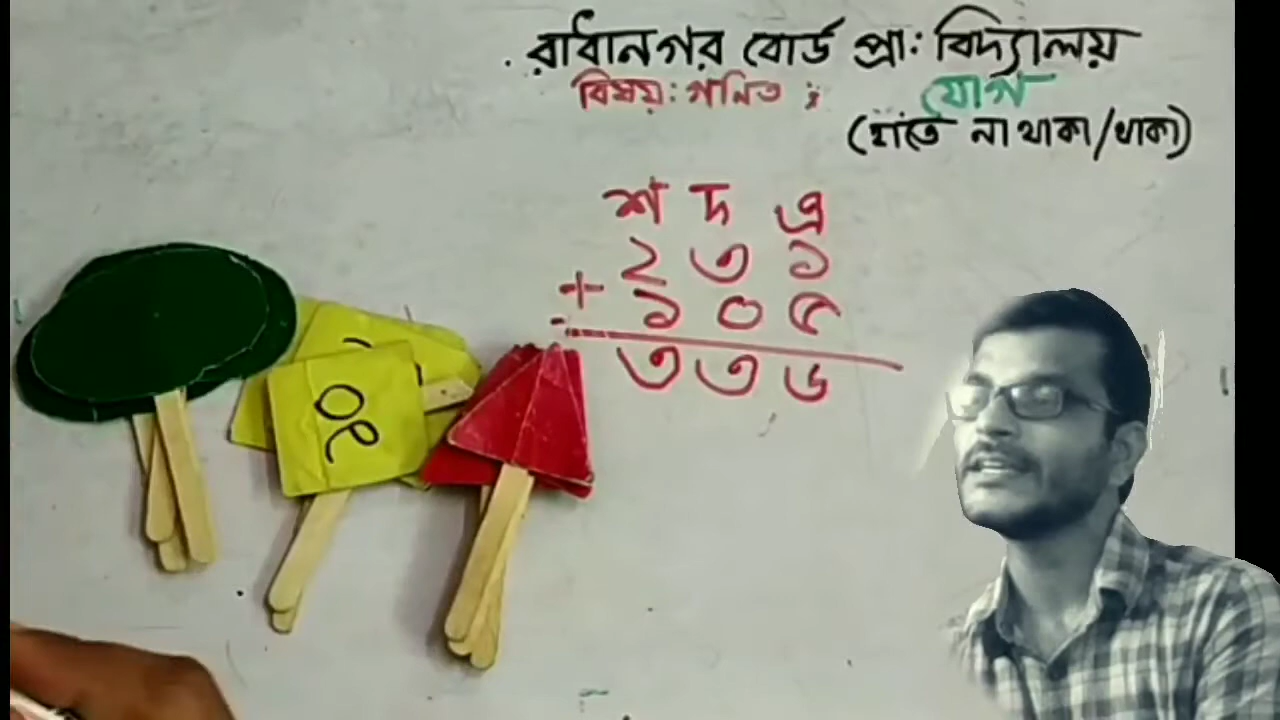 রাধানগর বোর্ড প্রাঃ বিদ্যালয়
বিষয়ঃ গনিত ; যোগ
(হাতে না থাকা/থাকা)
শ দ এ
২ ৩ ১
+ ১ ০ ৫
৩ ৩ ৬
১০